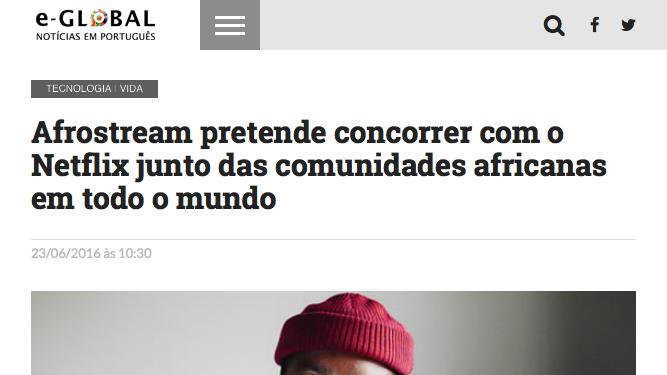 e-GLOBAL
NOTÍCIAS EM PORTUGUÊS
TECNOLOGIA | VIDA
Afrostream pretende concorrer com o
Netflix junto das comunidades africanas
em todo o mundo
23/06/2016 às 10:30